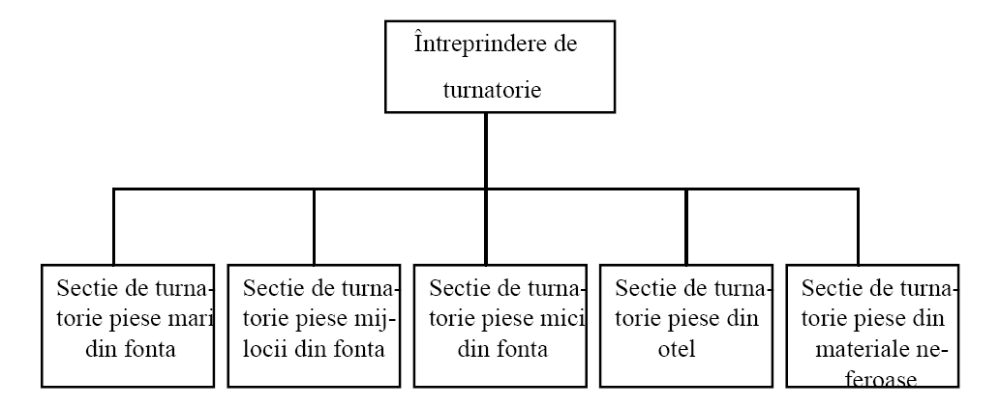 Întreprindere de
turnatorie
Sectie de turna-
torie piese mari
din fonta
Sectie de turna-
torie piese mij-
locii din fonta
Sectie de turna-
torie piese mici
din fonta
Sectie de turna-
torie piese din
otel
Sectie de turna-
torie piese din
materiale ne-
feroase